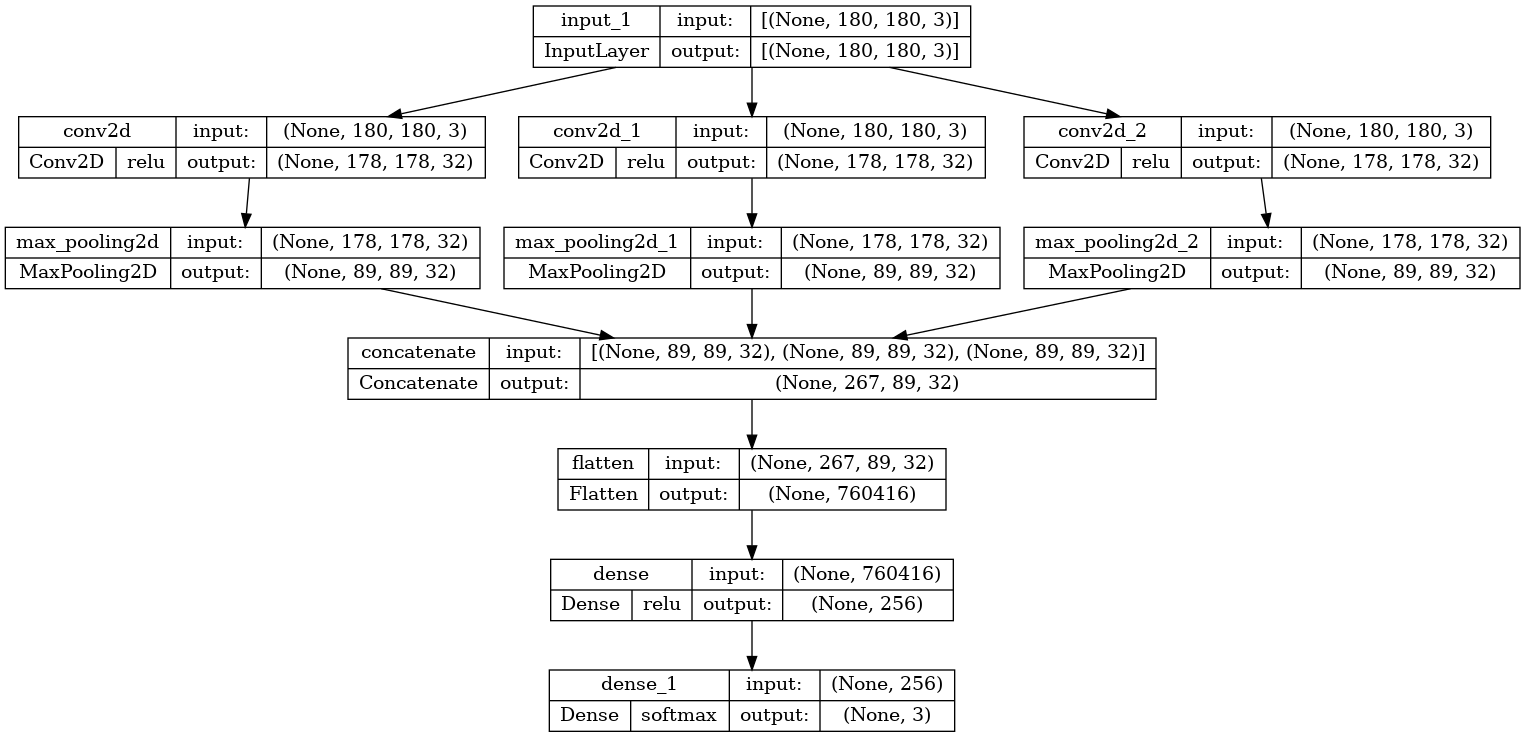 input_1 input: [(None, 180, 180, 3)]
InputLayer output: [(None, 180, 180, 3)]
conv2d input: (None, 180, 180, 3)
Conv2D relu output: (None, 178, 178, 32)
conv2d_1 input: (None, 180, 180, 3)
Conv2D relu output: (None, 178, 178, 32)
conv2d_2 input: (None, 180, 180, 3)
Conv2D relu output: (None, 178, 178, 32)
max_pooling2d input: (None, 178, 178, 32)
MaxPooling2D output: (None, 89, 89, 32)
max_pooling2d_1 input: (None, 178, 178, 32)
MaxPooling2D output: (None, 89, 89, 32)
max_pooling2d_2 input: (None, 178, 178, 32)
MaxPooling2D output: (None, 89, 89, 32)
concatenate input: [(None, 89, 89, 32), (None, 89, 89, 32), (None, 89, 89, 32)]
Concatenate output: (None, 267, 89, 32)
flatten input: (None, 267, 89, 32)
Flatten output: (None, 760416)
dense input: (None, 760416)
Dense relu output: (None, 256)
dense_1 input: (None, 256)
Dense softmax output: (None, 3)